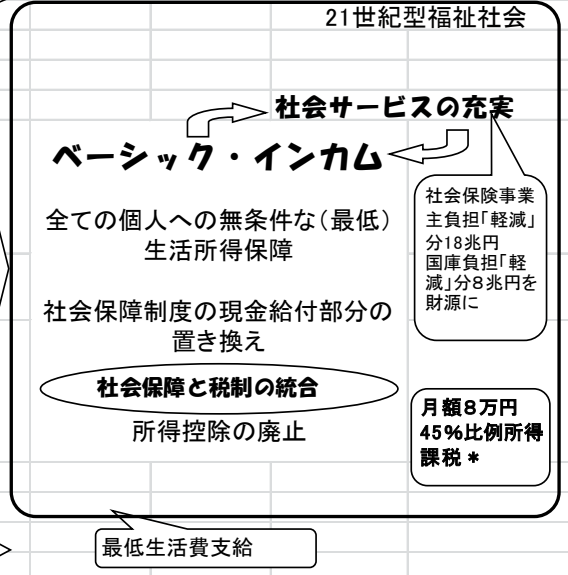 21世紀型福祉社会
社会サービスの充実
ベーシック・インカム
全ての個人への無条件な(最低)
生活所得保障
社会保障制度の現金給付部分の
置き換え
社会保障と税制の統合
所得控除の廃止
社会保険事業
主負担「軽減」
分18兆円
国庫負担「軽
減」分8兆円を
財源に
月額8万円
45%比例所得
課税*
最低生活費支給